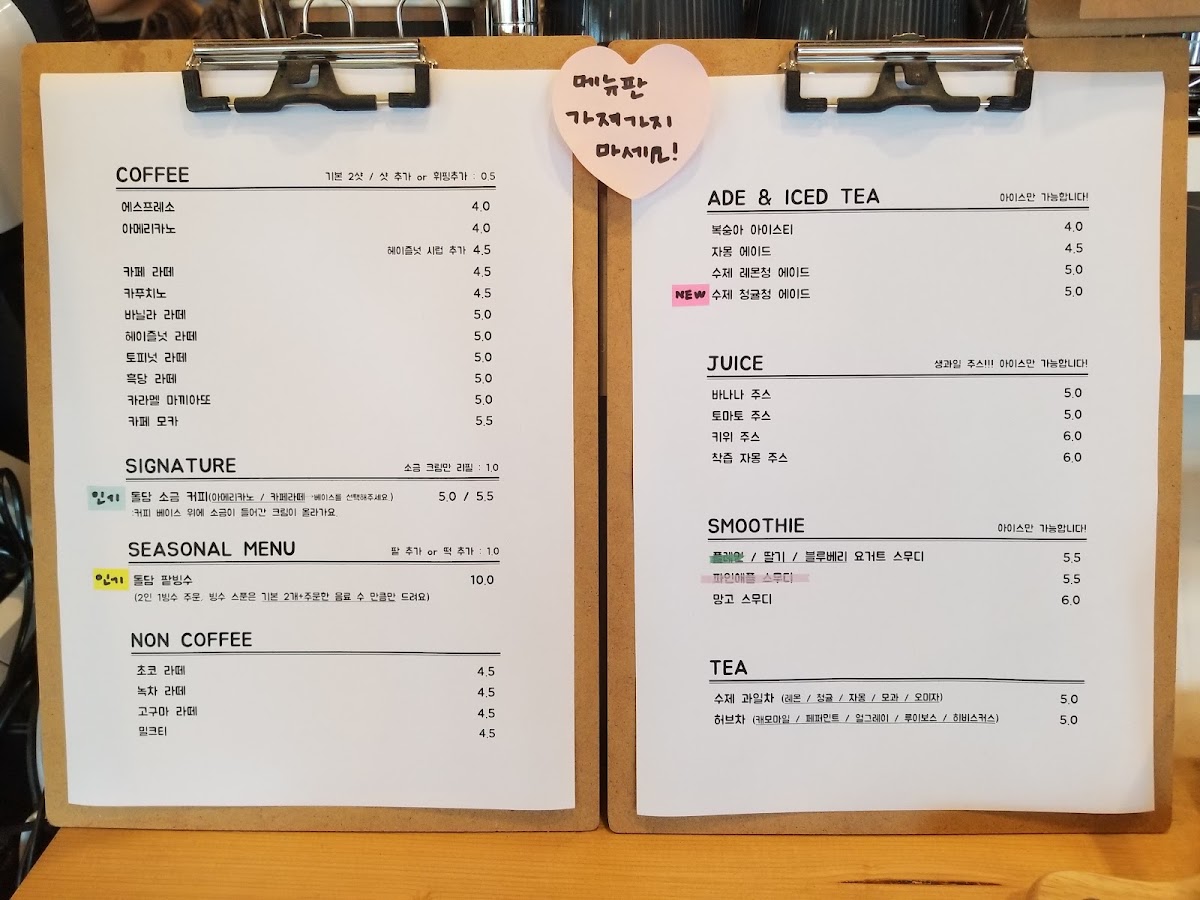 메뉴판
가져가지
마세요!
COFFEE 기본 2샷 / 샷 추가 or 휘핑추가 : 0.5
에스프레소 4.0
아메리카노 4.0
헤이즐넛 시럽 추가 4.5
카페 라떼 4.5
카푸치노 4.5
바닐라 라떼 5.0
헤이즐넛 라떼 5.0
토피넛 라떼 5.0
흑당 라떼 5.0
카라멜 마끼아또 5.0
카페 모카 5.5
SIGNATURE 소금 크림만 리필 : 1.0
인기 돌담 소금 커피(아메리카노 / 카페라떼 *베이스를 선택해주세요.) 5.0 / 5.5
:커피 베이스 위에 소금이 들어간 크림이 올라가요.
SEASONAL MENU 팥 추가 or 떡 추가 : 1.0
인기 돌담 팥빙수 10.0
(2인 1빙수 주문, 빙수 스푼은 기본 2개+주문한 음료 수 만큼만 드려요)
NON COFFEE
초코 라떼 4.5
녹차 라떼 4.5
고구마 라떼 4.5
밀크티 4.5
ADE & ICED TEA 아이스만 가능합니다!
복숭아 아이스티 4.0
자몽 에이드 4.5
수제 레몬청 에이드 5.0
NEW 수제 청귤청 에이드 5.0
JUICE 생과일 주스!!! 아이스만 가능합니다!
바나나 주스 5.0
토마토 주스 5.0
키위 주스 6.0
착즙 자몽 주스 6.0
SMOOTHIE 아이스만 가능합니다!
플레인 / 딸기 / 블루베리 요거트 스무디 5.5
파인애플 스무디 5.5
망고 스무디 6.0
TEA
수제 과일차 (레몬 / 청귤 / 자몽 / 모과 / 오미자) 5.0
허브차 (캐모마일 / 페퍼민트 / 얼그레이 / 루이보스 / 히비스커스) 5.0